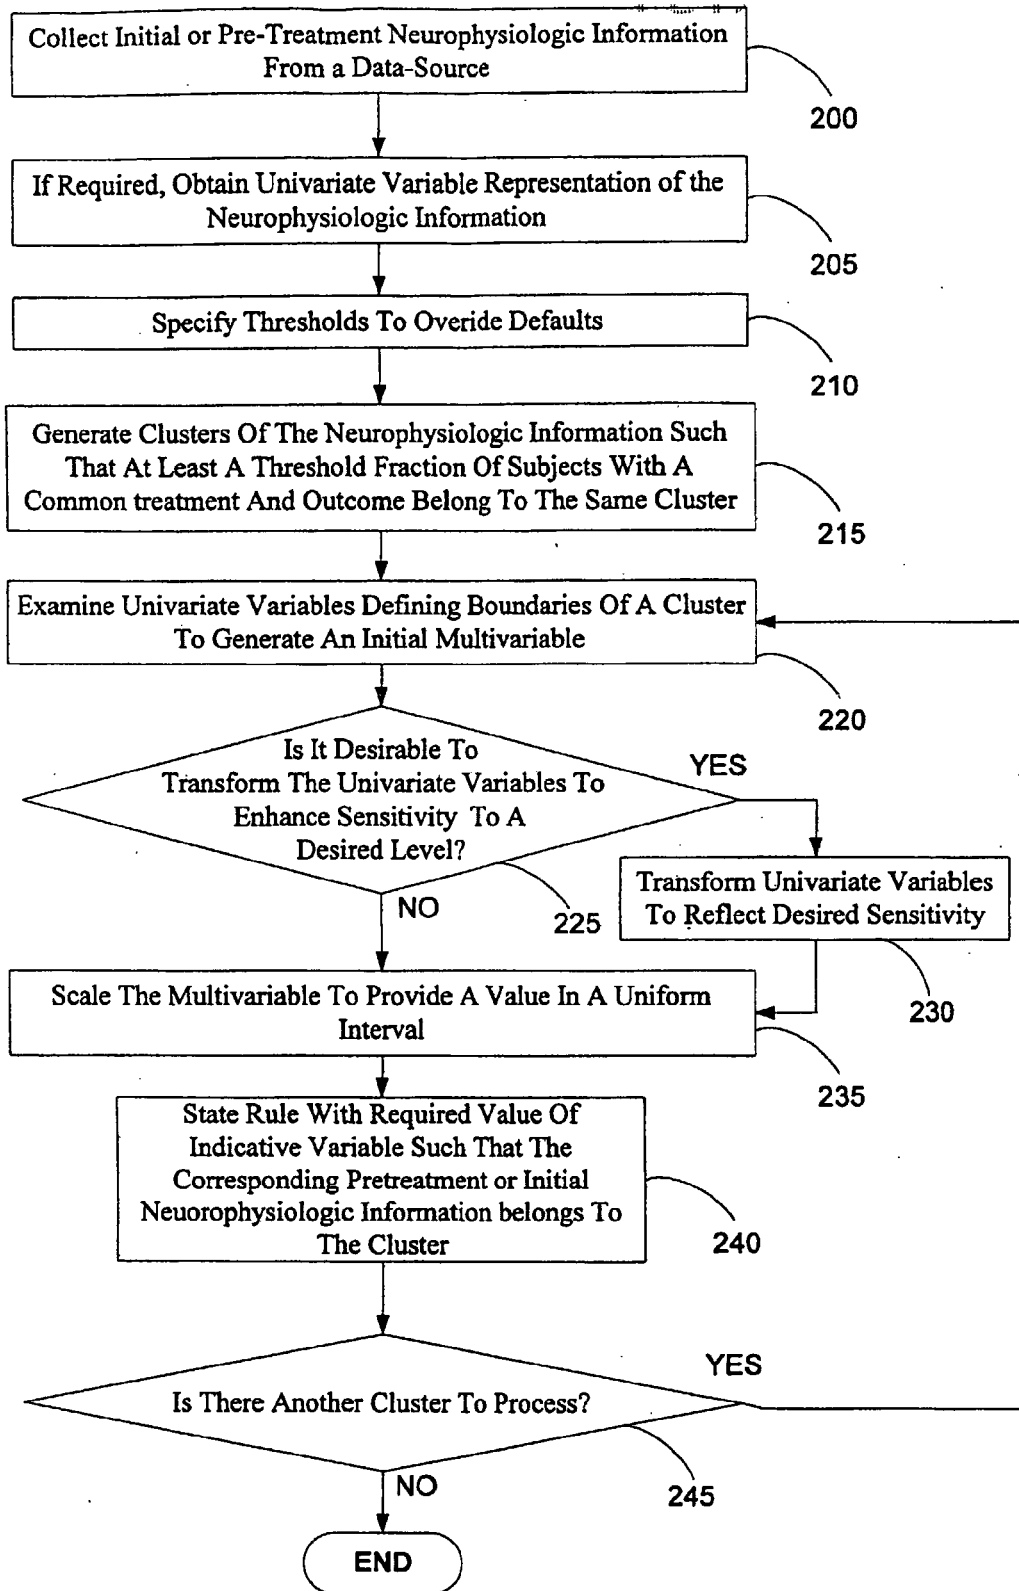 Collect Initial or Pre-Treatment Neurophysiologic Information
From a Data-Source
200
If Required, Obtain Univariate Variable Representation of the
Neurophysiologic Information
205
Specify Thresholds To Overide Defaults
210
Generate Clusters Of The Neurophysiologic Information Such
That At Least A Threshold Fraction Of Subjects With A
Common treatment And Outcome Belong To The Same Cluster
215
Examine Univariate Variables Defining Boundaries Of A Cluster
To Generate An Initial Multivariable
220
Is It Desirable To
Transform The Univariate Variables To
Enhance Sensitivity To A
Desired Level?
YES
NO
225
Transform Univariate Variables
To Reflect Desired Sensitivity
230
Scale The Multivariable To Provide A Value In A Uniform
Interval
235
State Rule With Required Value Of
Indicative Variable Such That The
Corresponding Pretreatment or Initial
Neuorophysiologic Information belongs To
The Cluster
240
Is There Another Cluster To Process?
YES
NO
245
END